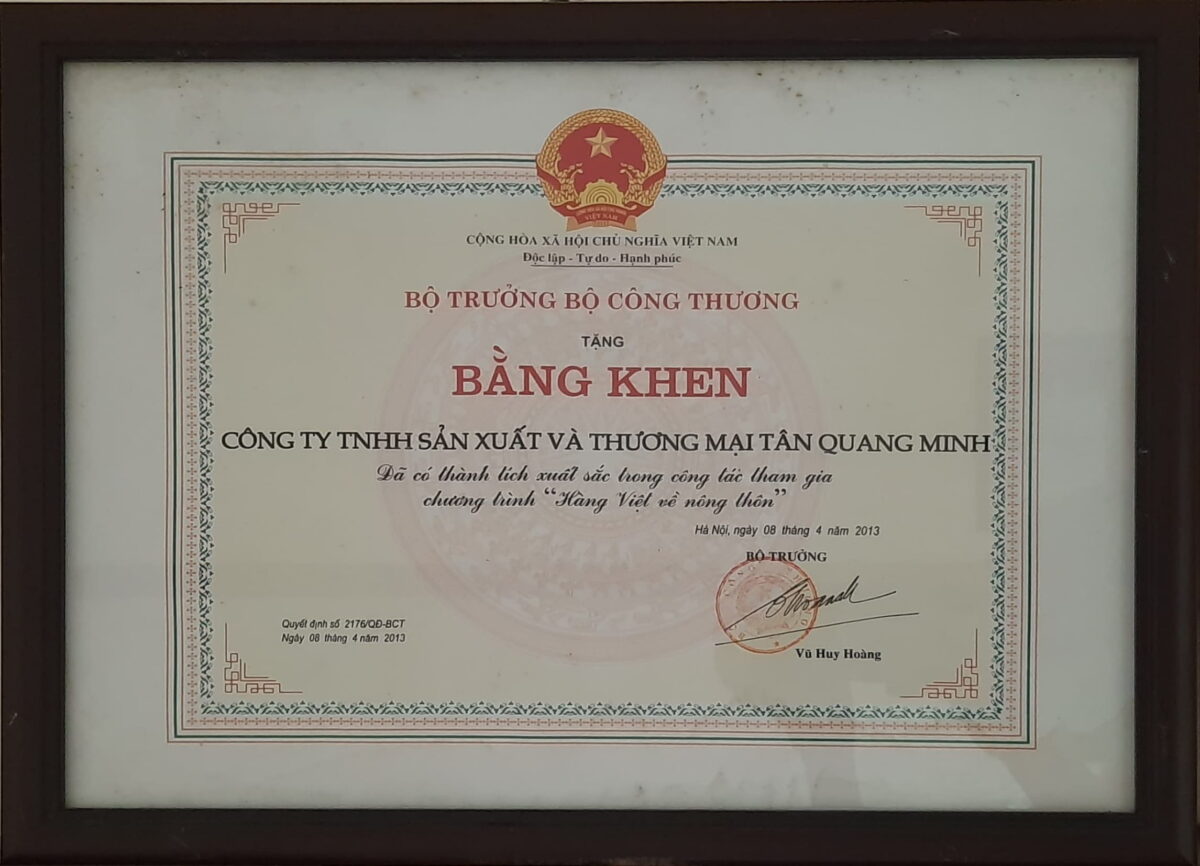 VIỆT NAM
CỘNG HÒA XÃ HỘI CHỦ NGHĨA VIỆT NAM
Độc lập - Tự do - Hạnh phúc
BỘ TRƯỞNG BỘ CÔNG THƯƠNG
TẶNG
BẰNG KHEN
CÔNG TY TNHH SẢN XUẤT VÀ THƯƠNG MẠI TÂN QUANG MINH
Đã có thành tích xuất sắc trong công tác tham gia
chương trình “Hàng Việt về nông thôn”
Hà Nội, ngày 08 tháng 4 năm 2013
BỘ TRƯỞNG
Vũ Huy Hoàng
Quyết định số 2176/QĐ-BCT
Ngày 08 tháng 4 năm 2013